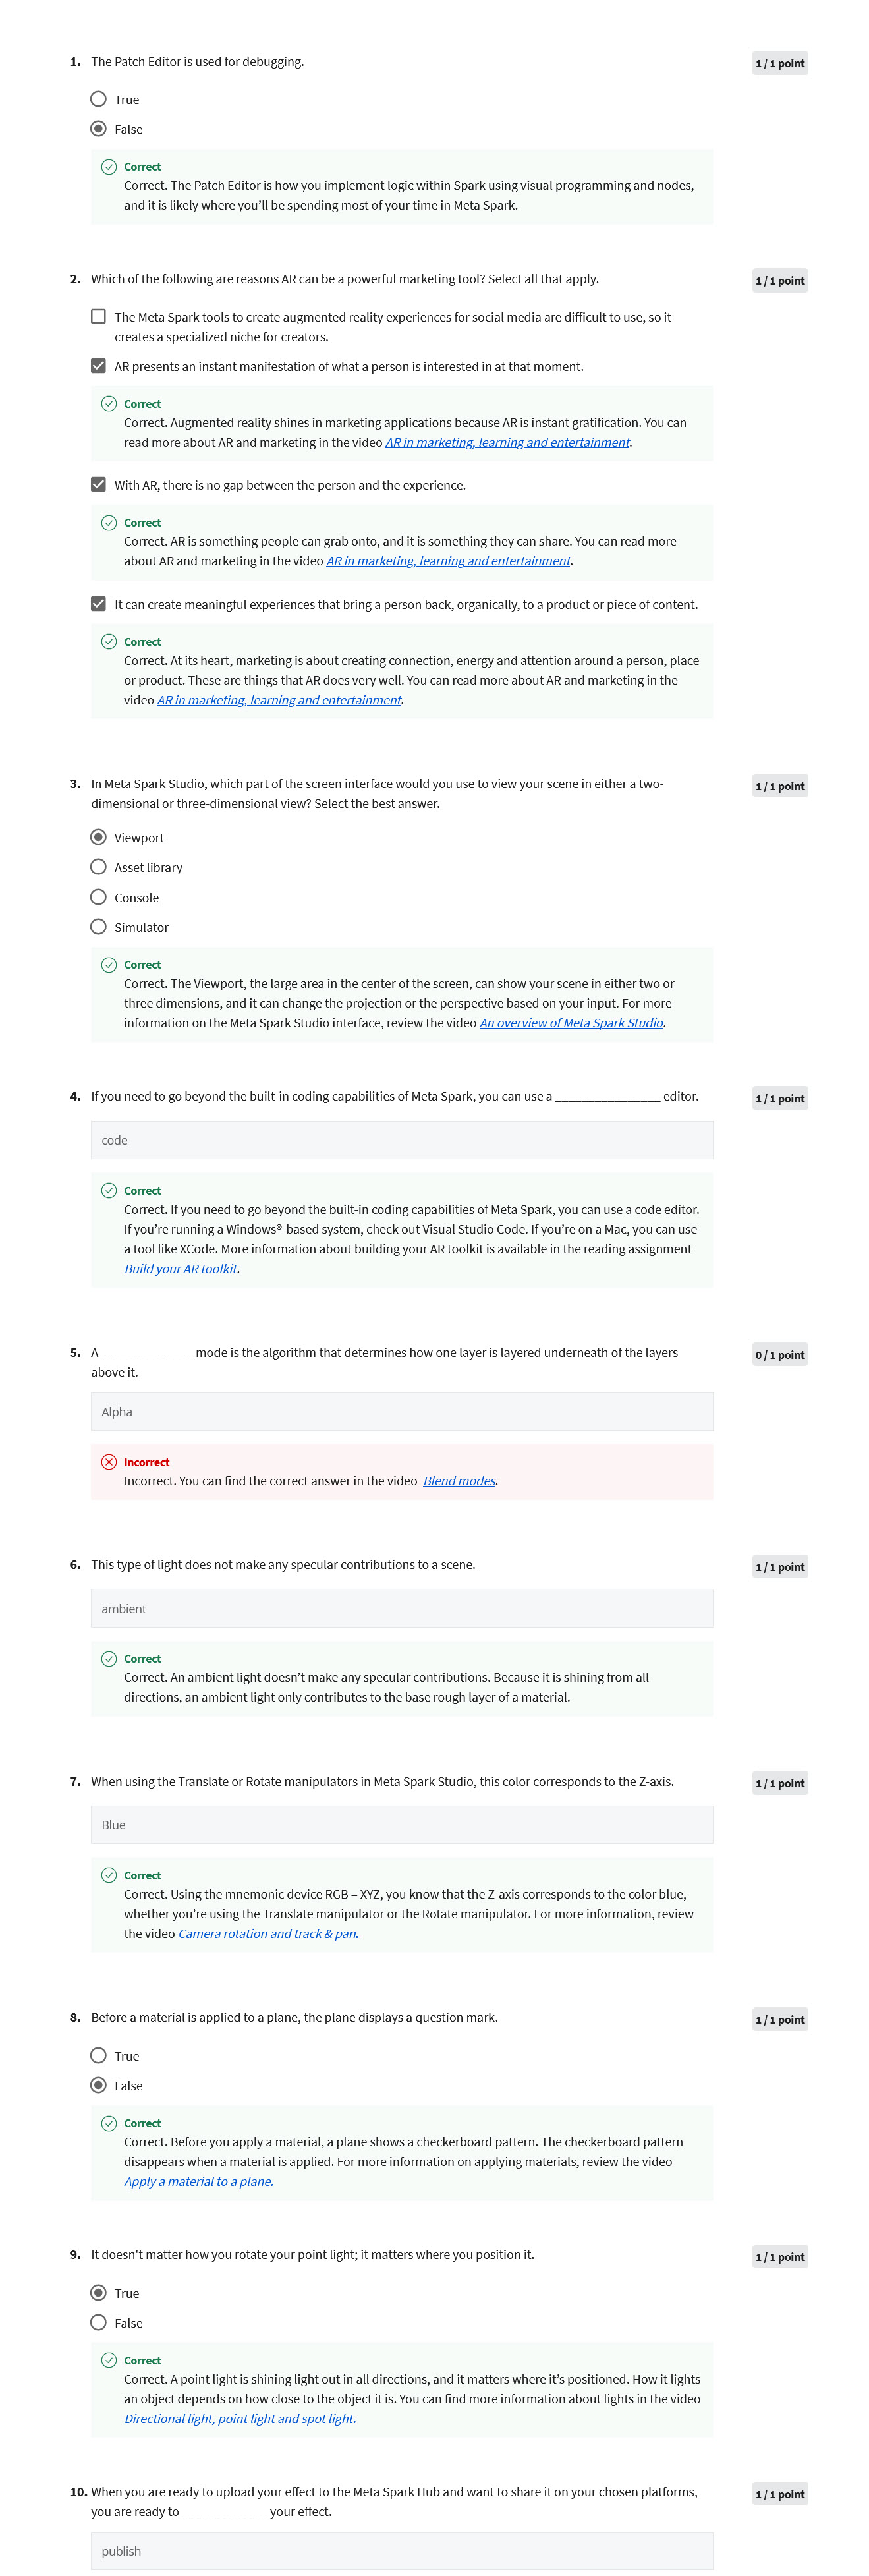 1. The Patch Editor is used for debugging.
1 / 1 point
True
False
Correct
Correct. The Patch Editor is how you implement logic within Spark using visual programming and nodes,
and it is likely where you’ll be spending most of your time in Meta Spark.
2. Which of the following are reasons AR can be a powerful marketing tool? Select all that apply.
1 / 1 point
The Meta Spark tools to create augmented reality experiences for social media are difficult to use, so it
creates a specialized niche for creators.
AR presents an instant manifestation of what a person is interested in at that moment.
Correct
Correct. Augmented reality shines in marketing applications because AR is instant gratification. You can
read more about AR and marketing in the video AR in marketing, learning and entertainment.
With AR, there is no gap between the person and the experience.
Correct
Correct. AR is something people can grab onto, and it is something they can share. You can read more
about AR and marketing in the video AR in marketing, learning and entertainment.
It can create meaningful experiences that bring a person back, organically, to a product or piece of content.
Correct
Correct. At its heart, marketing is about creating connection, energy and attention around a person, place
or product. These are things that AR does very well. You can read more about AR and marketing in the
video AR in marketing, learning and entertainment.
3. In Meta Spark Studio, which part of the screen interface would you use to view your scene in either a two-
dimensional or three-dimensional view? Select the best answer.
1 / 1 point
Viewport
Asset library
Console
Simulator
Correct
Correct. The Viewport, the large area in the center of the screen, can show your scene in either two or
three dimensions, and it can change the projection or the perspective based on your input. For more
information on the Meta Spark Studio interface, review the video An overview of Meta Spark Studio.
4. If you need to go beyond the built-in coding capabilities of Meta Spark, you can use a ________________ editor.
1 / 1 point
code
Correct
Correct. If you need to go beyond the built-in coding capabilities of Meta Spark, you can use a code editor.
If you’re running a Windows®-based system, check out Visual Studio Code. If you’re on a Mac, you can use
a tool like XCode. More information about building your AR toolkit is available in the reading assignment
Build your AR toolkit.
5. A ______________ mode is the algorithm that determines how one layer is layered underneath of the layers
above it.
0 / 1 point
Alpha
Incorrect
Incorrect. You can find the correct answer in the video Blend modes.
6. This type of light does not make any specular contributions to a scene.
1 / 1 point
ambient
Correct
Correct. An ambient light doesn’t make any specular contributions. Because it is shining from all
directions, an ambient light only contributes to the base rough layer of a material.
7. When using the Translate or Rotate manipulators in Meta Spark Studio, this color corresponds to the Z-axis.
1 / 1 point
Blue
Correct
Correct. Using the mnemonic device RGB = XYZ, you know that the Z-axis corresponds to the color blue,
whether you’re using the Translate manipulator or the Rotate manipulator. For more information, review
the video Camera rotation and track & pan.
8. Before a material is applied to a plane, the plane displays a question mark.
1 / 1 point
True
False
Correct
Correct. Before you apply a material, a plane shows a checkerboard pattern. The checkerboard pattern
disappears when a material is applied. For more information on applying materials, review the video
Apply a material to a plane.
9. It doesn't matter how you rotate your point light; it matters where you position it.
1 / 1 point
True
False
Correct
Correct. A point light is shining light out in all directions, and it matters where it’s positioned. How it lights
an object depends on how close to the object it is. You can find more information about lights in the video
Directional light, point light and spot light.
10. When you are ready to upload your effect to the Meta Spark Hub and want to share it on your chosen platforms,
you are ready to _____________ your effect.
1 / 1 point
publish